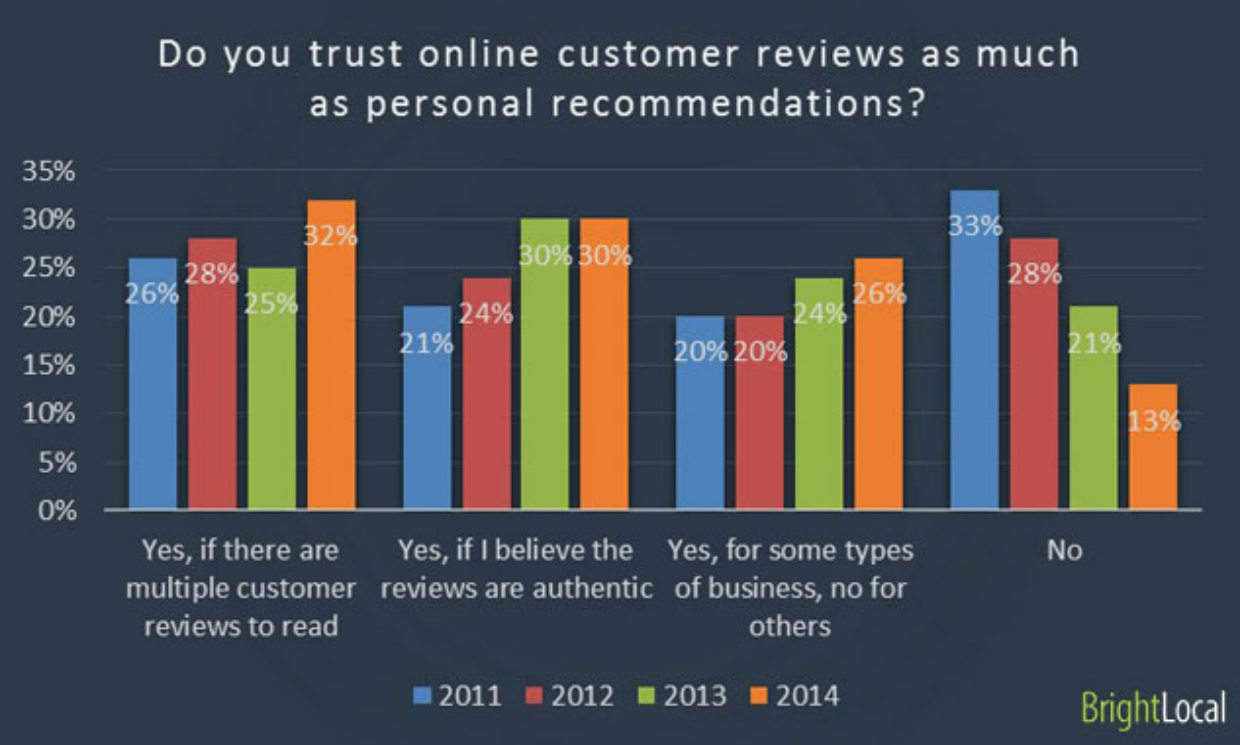 Do you trust online customer reviews as much
as personal recommendations?
35%
30%
25%
20%
15%
10%
5%
0%
26%
28%
25%
32%
21%
24%
30%
30%
20%
20%
24%
26%
33%
28%
21%
13%
Yes, if there are
multiple customer
reviews to read
Yes, if I believe the
reviews are authentic
Yes, for some types
of business, no for
others
No
2011
2012
2013
2014
BrightLocal